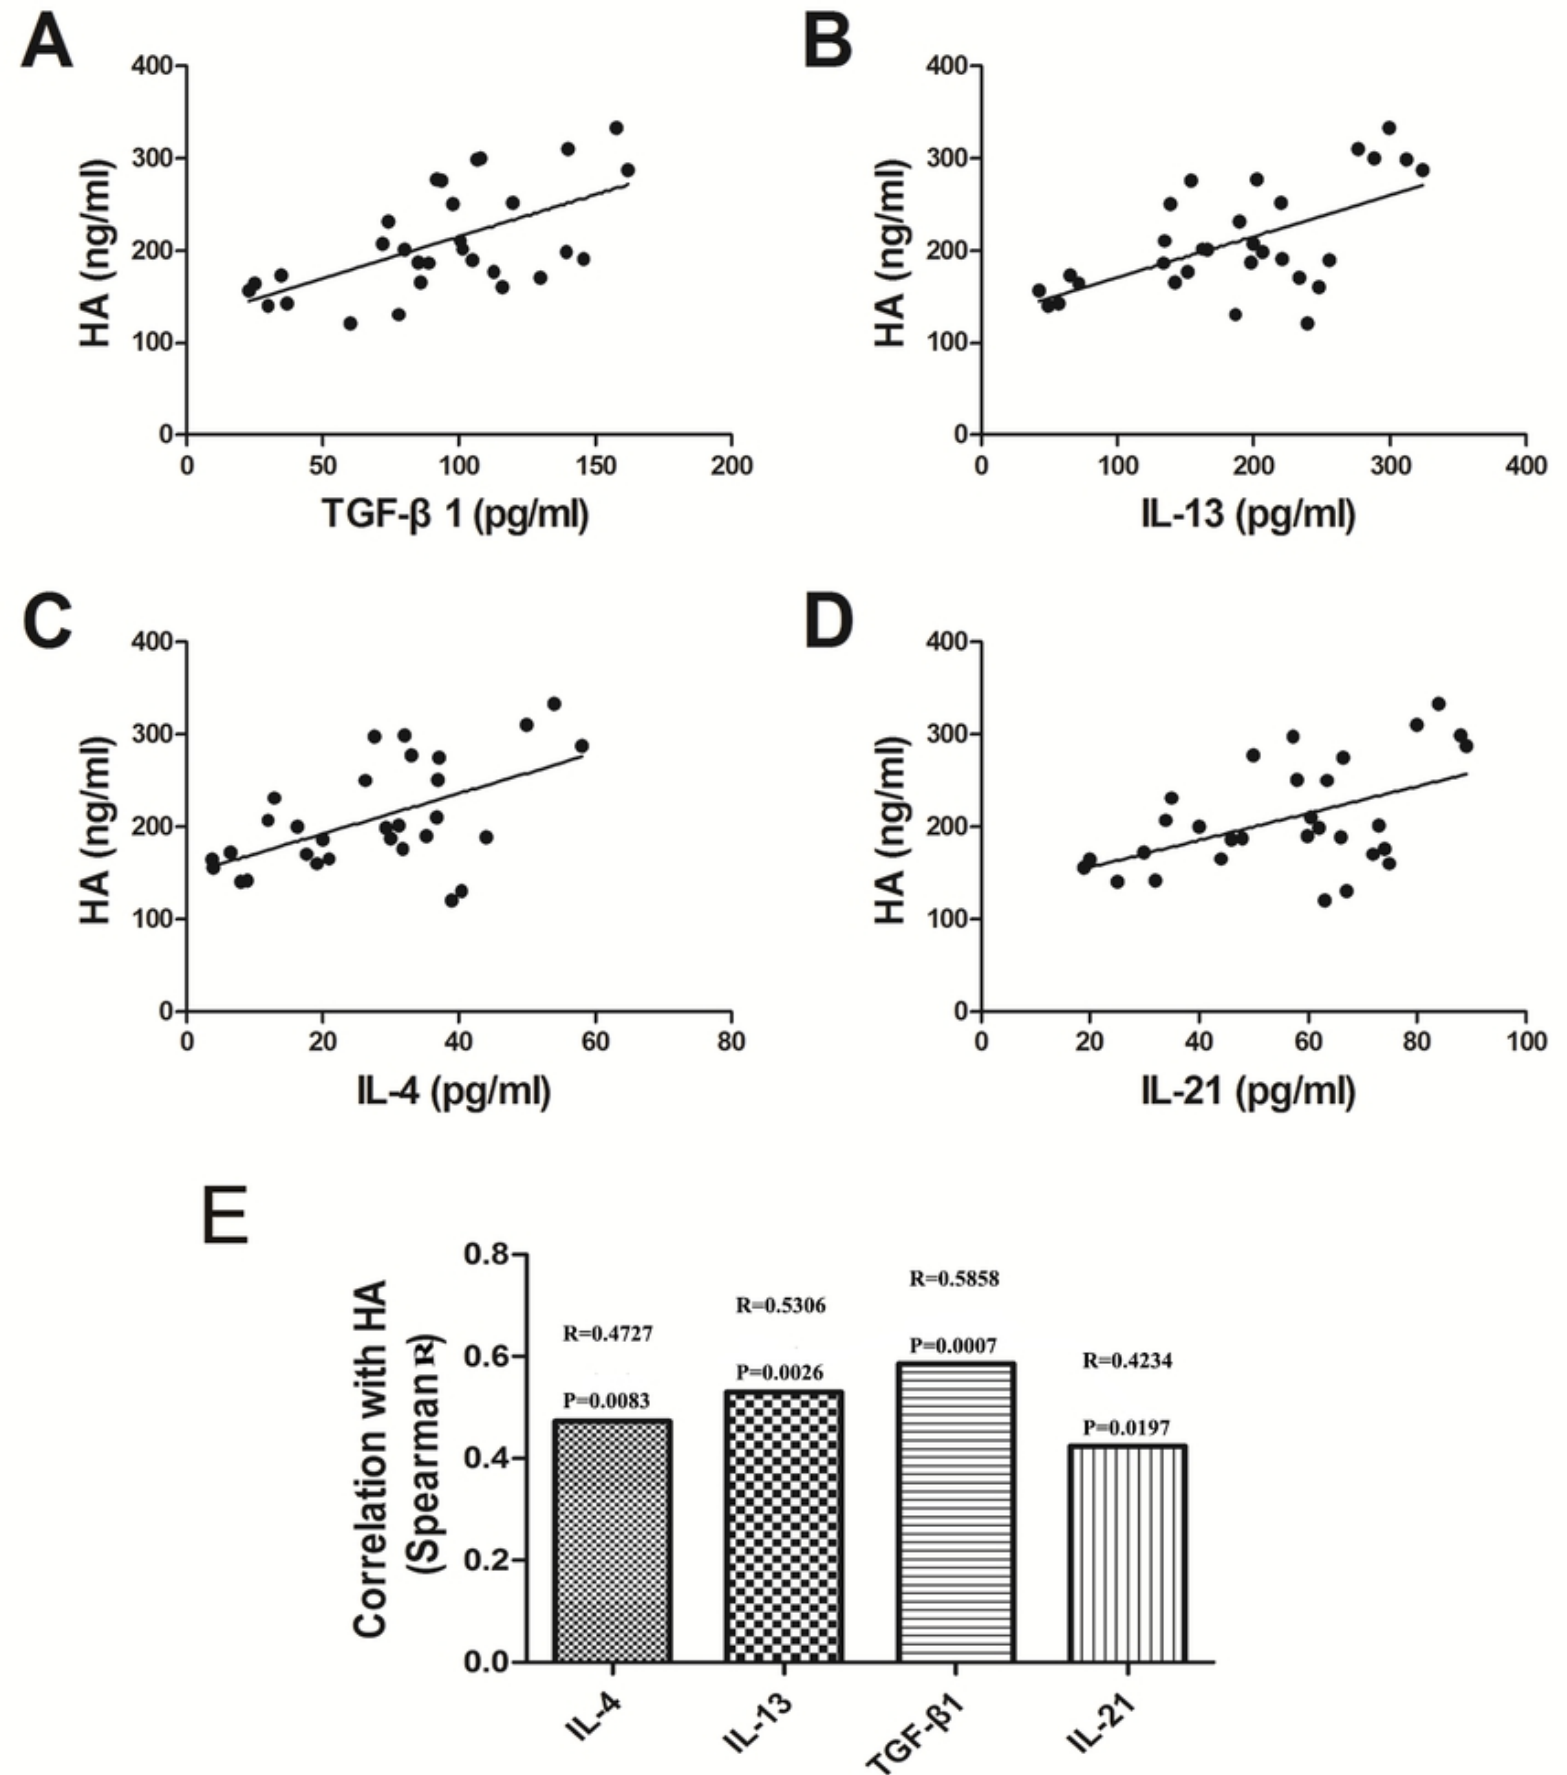 A
B
400
300
200
100
0
HA (ng/ml)
0 50 100 150 200
TGF-β 1 (pg/ml)
400
300
200
100
0
HA (ng/ml)
0 100 200 300 400
IL-13 (pg/ml)
C
D
400
300
200
100
0
HA (ng/ml)
0 20 40 60 80
IL-4 (pg/ml)
400
300
200
100
0
HA (ng/ml)
0 20 40 60 80 100
IL-21 (pg/ml)
E
Correlation with HA
(Spearman R)
0.8
0.6
0.4
0.2
0.0
R=0.4727
P=0.0083
R=0.5306
P=0.0026
R=0.5858
P=0.0007
R=0.4234
P=0.0197
IL-4
IL-13
TGF-β1
IL-21